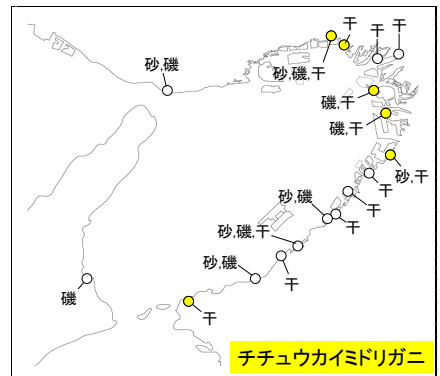 干
干
干
砂,磯
砂,磯,干
磯,干
磯,干
砂,干
干
砂,磯
干
砂,磯,干
砂,磯
干
磯
干
チチュウカイミドリガニ